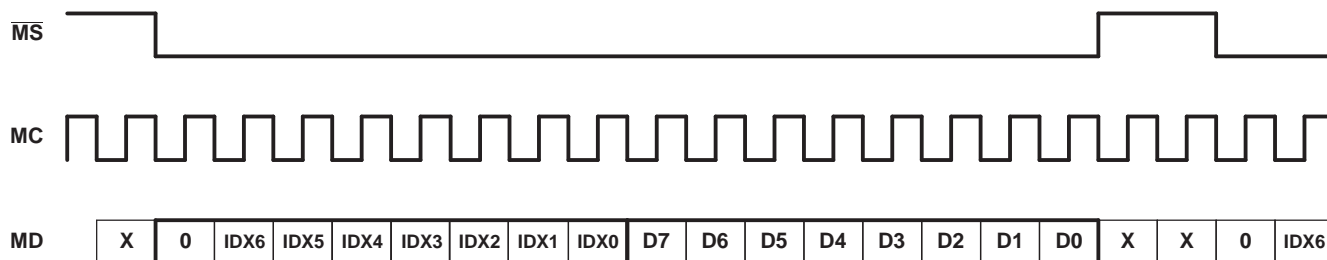 MS
MC
MD X 0 IDX6 IDX5 IDX4 IDX3 IDX2 IDX1 IDX0 D7 D6 D5 D4 D3 D2 D1 D0 X X 0 IDX6